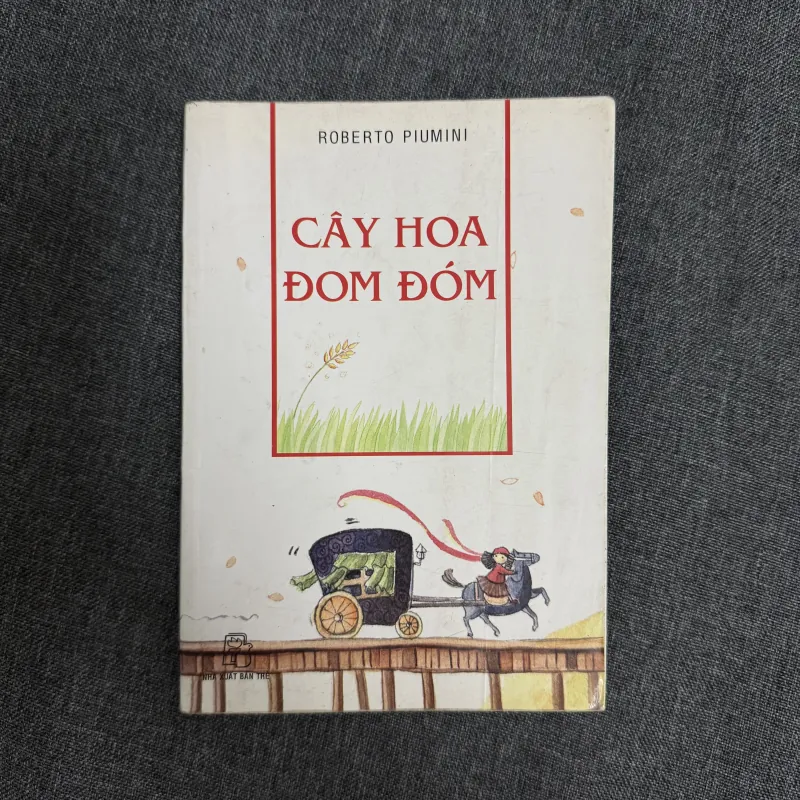 ROBERTO PIUMINI
CÂY HOA
ĐOM ĐÓM
NHÀ XUẤT BẢN TRẺ